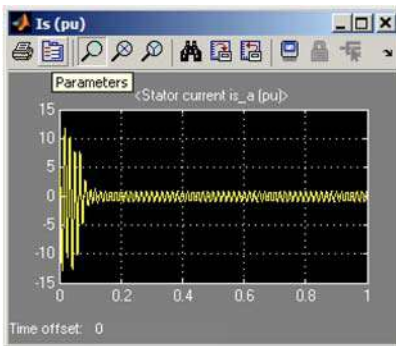 Is (pu)
Parameters
<Stator current is_a (pu)>
15
10
5
0
-5
-10
-15
0 0.2 0.4 0.6 0.8 1
Time offset: 0